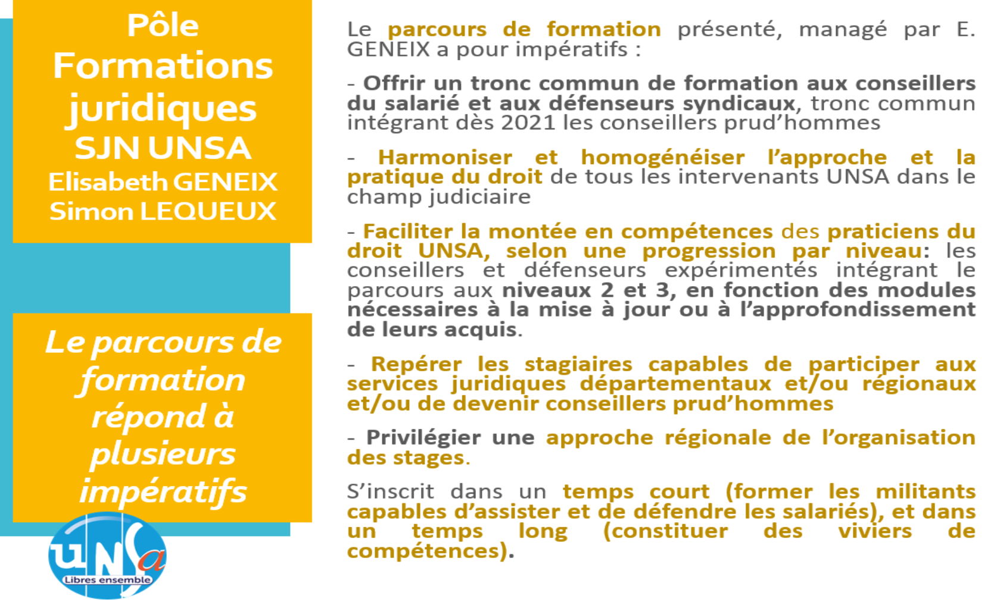 Pôle
Formations
juridiques
SJN UNSA
Elisabeth GENEIX
Simon LEQUEUX
Le parcours de
formation
répond à
plusieurs
impératifs
UNSa
Libres ensemble
Le parcours de formation présenté, managé par E.
GENEIX a pour impératifs :
- Offrir un tronc commun de formation aux conseillers
du salarié et aux défenseurs syndicaux, tronc commun
intégrant dès 2021 les conseillers prud’hommes
- Harmoniser et homogénéiser l’approche et la
pratique du droit de tous les intervenants UNSA dans le
champ judiciaire
- Faciliter la montée en compétences des praticiens du
droit UNSA, selon une progression par niveau: les
conseillers et défenseurs expérimentés intégrant le
parcours aux niveaux 2 et 3, en fonction des modules
nécessaires à la mise à jour ou à l’approfondissement
de leurs acquis.
- Repérer les stagiaires capables de participer aux
services juridiques départementaux et/ou régionaux
et/ou de devenir conseillers prud’hommes
- Privilégier une approche régionale de l’organisation
des stages.
S’inscrit dans un temps court (former les militants
capables d’assister et de défendre les salariés), et dans
un temps long (constituer des viviers de
compétences).